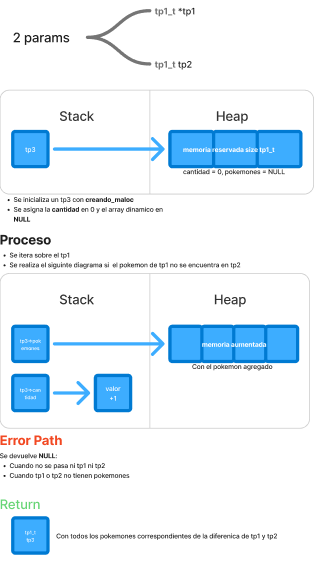 tp1_t *tp1
2 params
tp1_t tp2
Stack
Heap
tp3
memoria reservada size tp1_t
cantidad = 0, pokemones = NULL
• Se inicializa un tp3 con creando_maloc
• Se asigna la cantidad en 0 y el array dinamico en
NULL
Proceso
• Se itera sobre el tp1
• Se realiza el siguinte diagrama si el pokemon de tp1 no se encuentra en tp2
Stack
Heap
tp3->pok
emones
memoria aumentada
Con el pokemon agregado
tp3->can
tidad
valor
+1
Error Path
Se devuelve NULL:
• Cuando no se pasa ni tp1 ni tp2
• Cuando tp1 o tp2 no tienen pokemones
Return
tp1_t
tp3
Con todos los pokemones correspondientes de la diferenica de tp1 y tp2